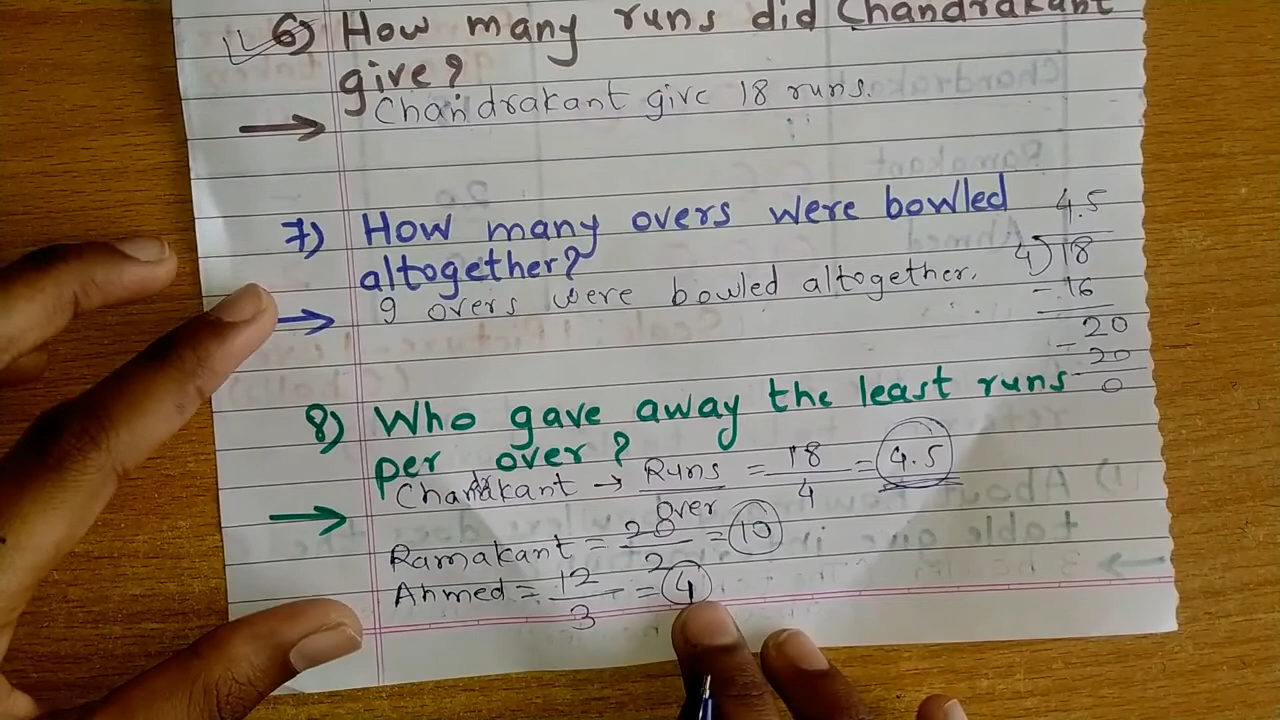 6) How many runs did Chandrakant
give?
Chandrakant give 18 runs.
7) How many overs were bowled
altogether?
9 overs were bowled altogether.
4.5
4)18
-16
-20
20
0
8) Who gave away the least runs
per over?
Chandrakant → Runs/over = 18/4 = 4.5
Ramakant = 20/2 = 10
Ahmed = 12/3 = 4